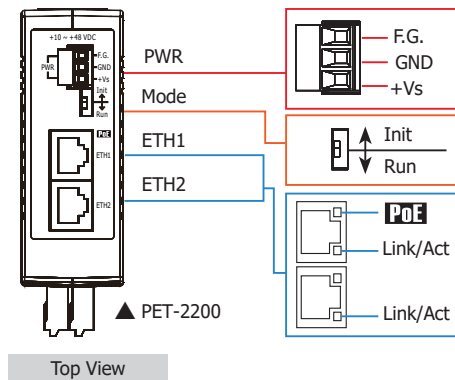 +10 ~ +48 VDC
F.G.
PWR
GND
+Vs
Init
Run
PoE
ETH1
ETH2
PWR
Mode
ETH1
ETH2
F.G.
GND
+Vs
Init
Run
PoE
Link/Act
Link/Act
▲ PET-2200
Top View